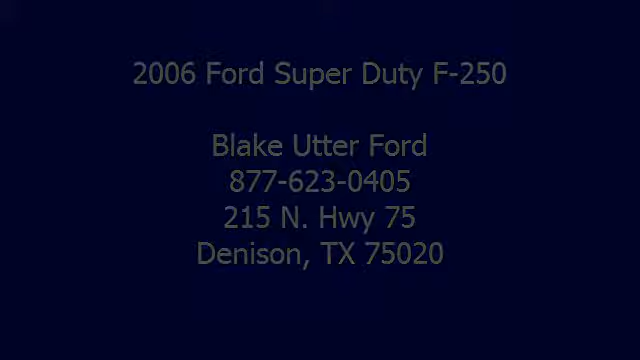 2006 Ford Super Duty F-250
Blake Utter Ford
877-623-0405
215 N. Hwy 75
Denison, TX 75020